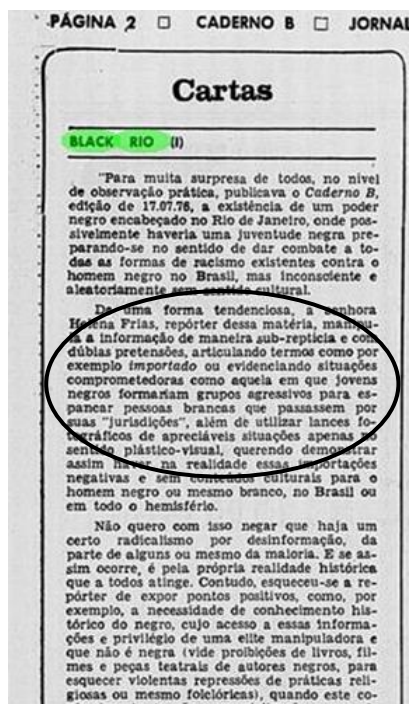 PÁGINA 2 □ CADERNO B □ JORNAL
Cartas
BLACK RIO (I)
"Para muita surpresa de todos, no nível
de observação prática, publicava o Caderno B,
edição de 17.07.76, a existência de um poder
negro encabeçado no Rio de Janeiro, onde pos-
sivelmente haveria uma juventude negra pre-
parando-se no sentido de dar combate a to-
das as formas de racismo existentes contra o
homem negro no Brasil, mas inconsciente e
aleatoriamente sem sentido cultural.
De uma forma tendenciosa, a senhora
Helena Frias, repórter dessa matéria, manipu-
la a informação de maneira sub-reptícia e com
dúblas pretensões, articulando termos como por
exemplo importado ou evidenciando situações
comprometedoras como aquela em que jovens
negros formariam grupos agressivos para es-
pancar pessoas brancas que passassem por
suas "jurisdições", além de utilizar lances fo-
tográficos de apreciáveis situações apenas no
sentido plástico-visual, querendo demonstrar
assim haver na realidade essas importações
negativas e sem conteúdos culturais para o
homem negro ou mesmo branco, no Brasil ou
em todo o hemisfério.
Não quero com isso negar que haja um
certo radicalismo por desinformação, da
parte de alguns ou mesmo da maioria. E se as-
sim ocorre, é pela própria realidade histórica
que a todos atinge. Contudo, esqueceu-se a re-
pórter de expor pontos positivos, como, por
exemplo, a necessidade de conhecimento his-
tórico do negro, cujo acesso a essas informa-
ções e privilégio de uma elite manipuladora e
que não é negra (vide proibições de livros, fil-
mes e peças teatrais de autores negros, para
esquecer violentas repressões de práticas reli-
giosas ou mesmo folclóricas), quando este co-